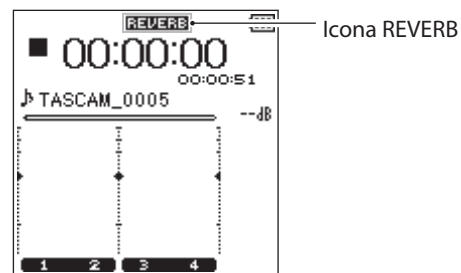 REVERB
Icona REVERB
00:00:00
00:00:51
TASCAM_0005
--dB
1 2 3 4